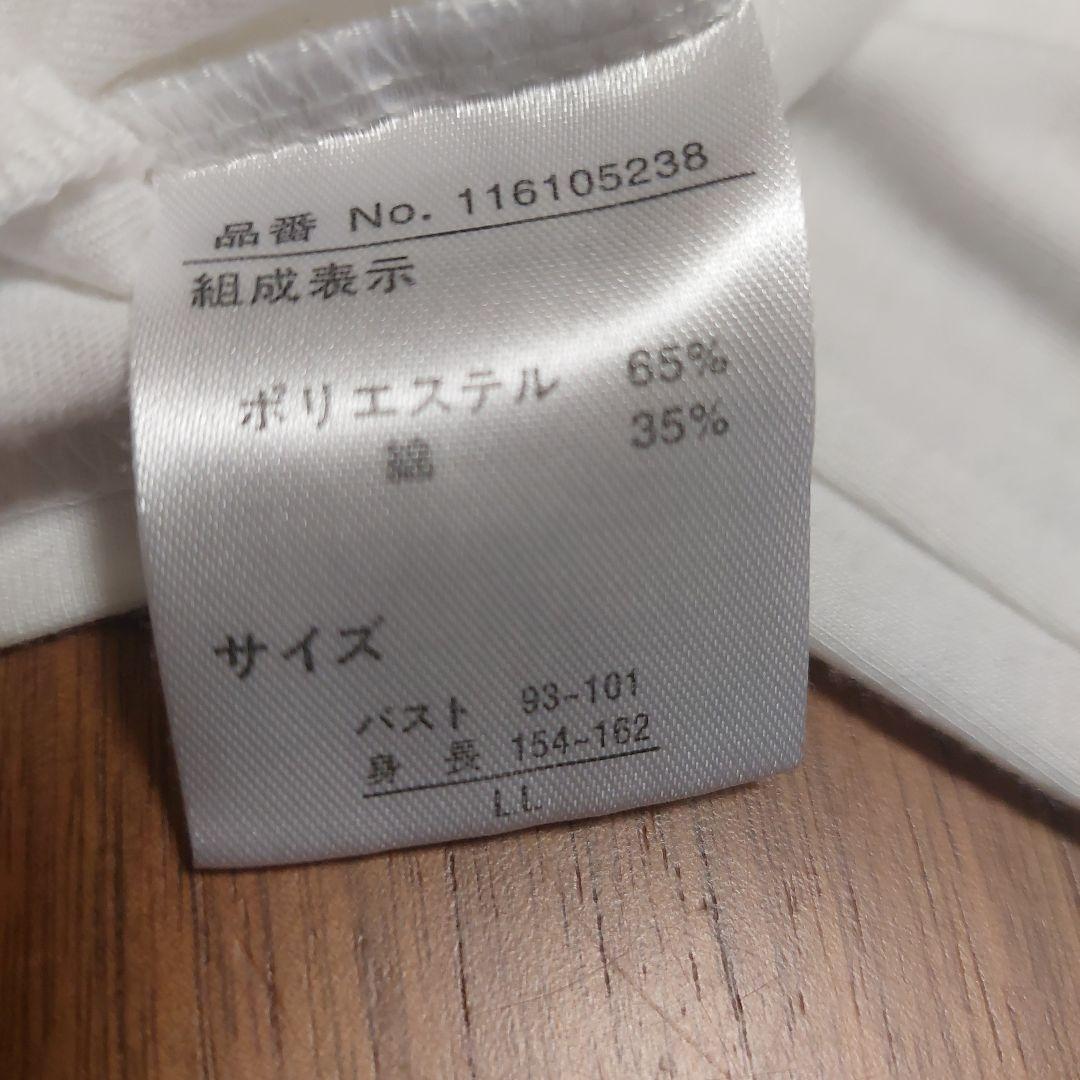 品番 No. 116105238
組成表示
ポリエステル 65%
綿 35%
サイズ
バスト 93~101
身長 154~162
LL